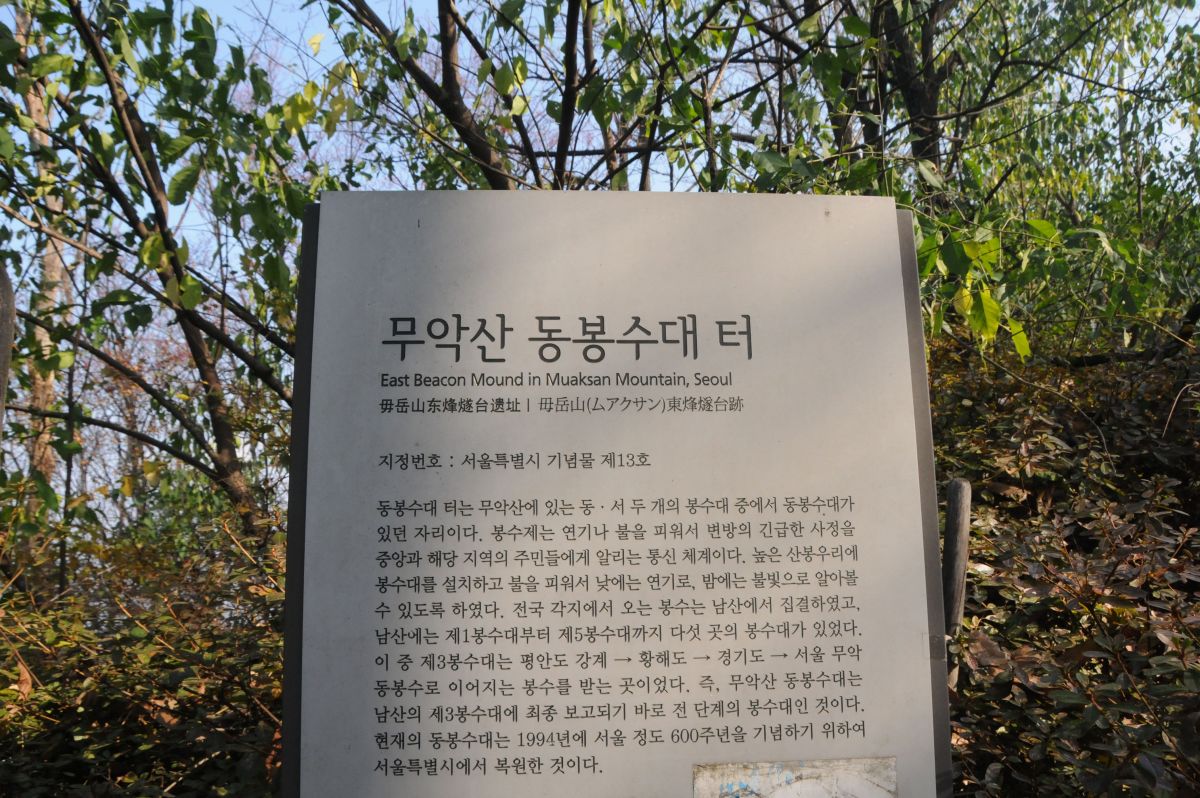 무악산 동봉수대 터
East Beacon Mound in Muaksan Mountain, Seoul
毋岳山东烽燧台遗址 | 毋岳山(ムアクサン)東烽燧台跡
지정번호 : 서울특별시 기념물 제13호
동봉수대 터는 무악산에 있는 동 · 서 두 개의 봉수대 중에서 동봉수대가
있던 자리이다. 봉수제는 연기나 불을 피워서 변방의 긴급한 사정을
중앙과 해당 지역의 주민들에게 알리는 통신 체계이다. 높은 산봉우리에
봉수대를 설치하고 불을 피워서 낮에는 연기로, 밤에는 불빛으로 알아볼
수 있도록 하였다. 전국 각지에서 오는 봉수는 남산에서 집결하였고,
남산에는 제1봉수대부터 제5봉수대까지 다섯 곳의 봉수대가 있었다.
이 중 제3봉수대는 평안도 강계 → 황해도 → 경기도 → 서울 무악
동봉수로 이어지는 봉수를 받는 곳이었다. 즉, 무악산 동봉수대는
남산의 제3봉수대에 최종 보고되기 바로 전 단계의 봉수대인 것이다.
현재의 동봉수대는 1994년에 서울 정도 600주년을 기념하기 위하여
서울특별시에서 복원한 것이다.